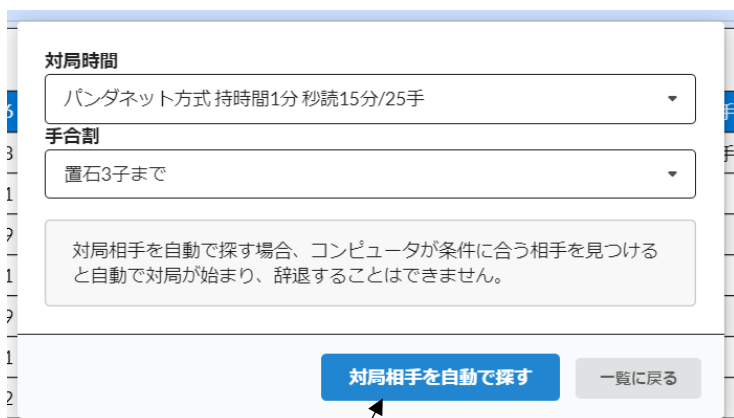 対局時間
パンダネット方式 持時間1分 秒読15分/25手
手合割
置石3子まで
対局相手を自動で探す場合、コンピュータが条件に合う相手を見つける
と自動で対局が始まり、辞退することはできません。
対局相手を自動で探す
一覧に戻る